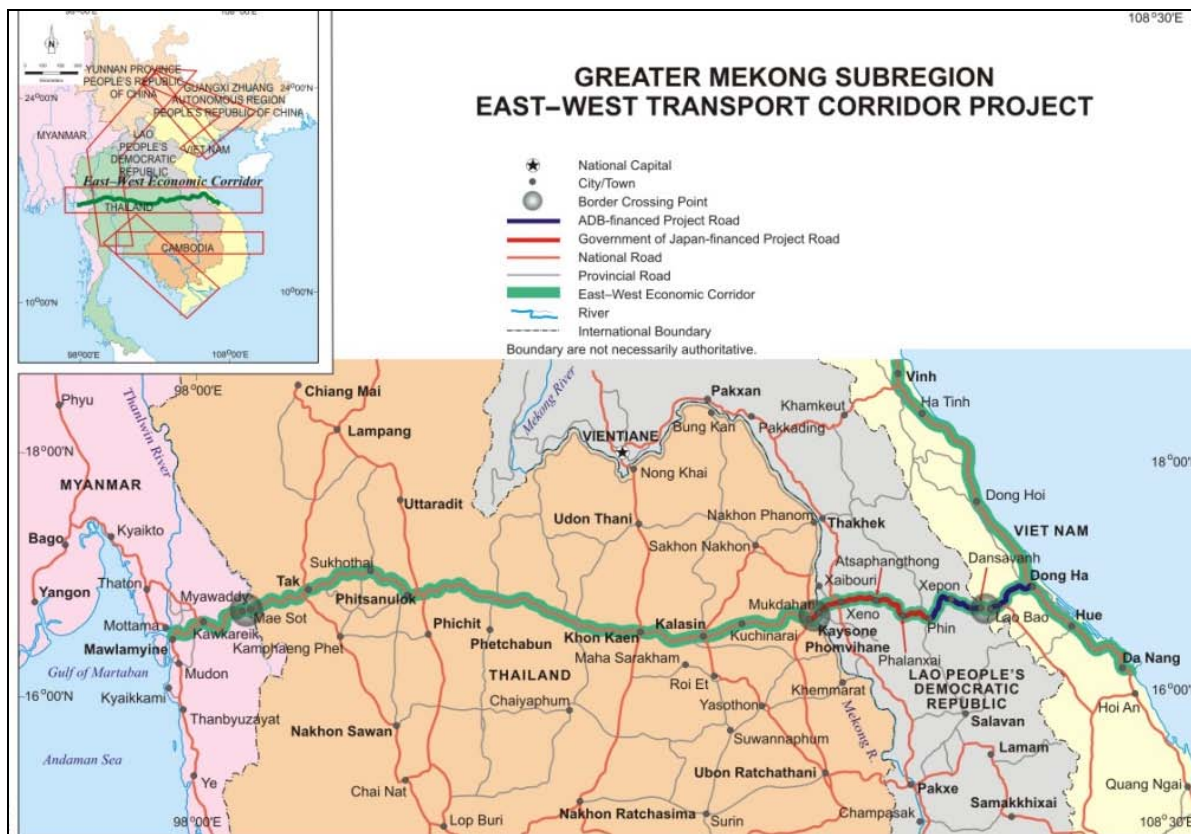 108°30'E
GREATER MEKONG SUBREGION
EAST–WEST TRANSPORT CORRIDOR PROJECT
National Capital
City/Town
Border Crossing Point
ADB-financed Project Road
Government of Japan-financed Project Road
National Road
Provincial Road
East–West Economic Corridor
River
International Boundary
Boundary are not necessarily authoritative.
108°00'E
N
YUNNAN PROVINCE
PEOPLE'S REPUBLIC
OF CHINA
24°00'N
GUANGXI ZHUANG
AUTONOMOUS REGION
PEOPLE'S REPUBLIC OF CHINA
24°00'N
MYANMAR
LAO
PEOPLE'S
DEMOCRATIC
REPUBLIC
VIET NAM
East–West Economic Corridor
THAILAND
CAMBODIA
10°00'N
10°00'N
98°00'E
108°00'E
98°00'E
Phyu
Thanlwin River
Chiang Mai
Lampang
Mekong River
Pakxan
Khamkeut
Vinh
Ha Tinh
Bung Kan
Pakkading
VIENTIANE
18°00'N
18°00'N
Nong Khai
MYANMAR
Uttaradit
Dong Hoi
Kyaikto
Bago
Udon Thani
Nakhon Phanom
Thakhek
VIET NAM
Sakhon Nakhon
Atsaphangthong
Dansavanh
Sukhothai
Thaton
Tak
Xaibouri
Xepon
Dong Ha
Yangon
Myawaddy
Phitsanulok
Mukdahan
Mae Sot
Xeno
Lao Bao
Hue
Mottama
Kawkareik
Phichit
Kalasin
Kuchinarai
Kaysone
Phomvihane
Phin
Mawlamyine
Kamphaeng Phet
Phetchabun
Khon Kaen
Maha Sarakham
Phalanxai
Da Nang
Gulf of Martaban
Mudon
THAILAND
Roi Et
LAO PEOPLE'S
DEMOCRATIC
REPUBLIC
16°00'N
16°00'N
Kyaikkami
Khemmarat
Hoi An
Thanbyuzayat
Chaiyaphum
Yasothon
Salavan
Nakhon Sawan
Suwannaphum
Mekong R.
Lamam
Andaman Sea
Ye
Chai Nat
Ubon Ratchathani
Pakxe
Quang Ngai
Nakhon Ratchasima
Surin
Champasak
Samakkhixai
98°00'E
Lop Buri
108°30'E